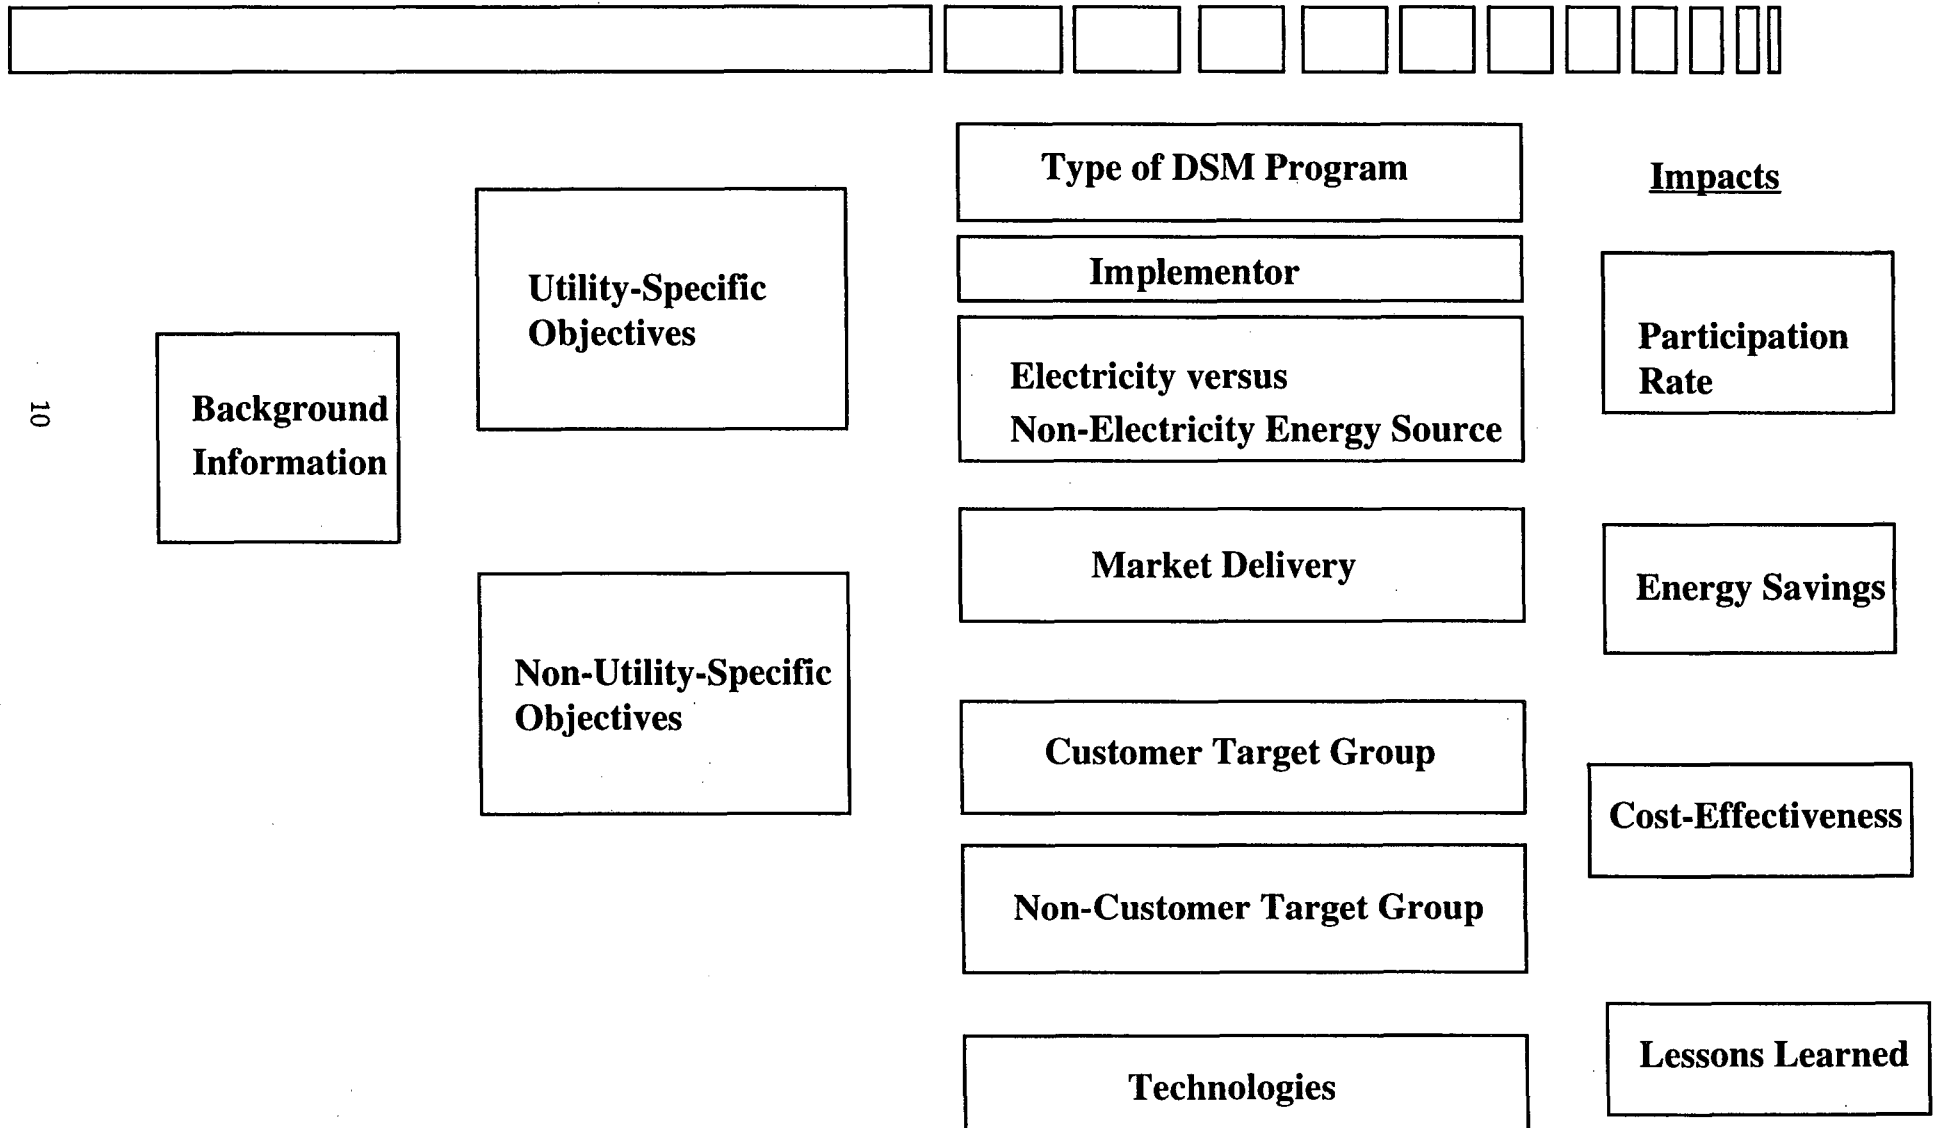 10
Background
Information
Utility-Specific
Objectives
Non-Utility-Specific
Objectives
Type of DSM Program
Implementor
Electricity versus
Non-Electricity Energy Source
Market Delivery
Customer Target Group
Non-Customer Target Group
Technologies
Impacts
Participation
Rate
Energy Savings
Cost-Effectiveness
Lessons Learned